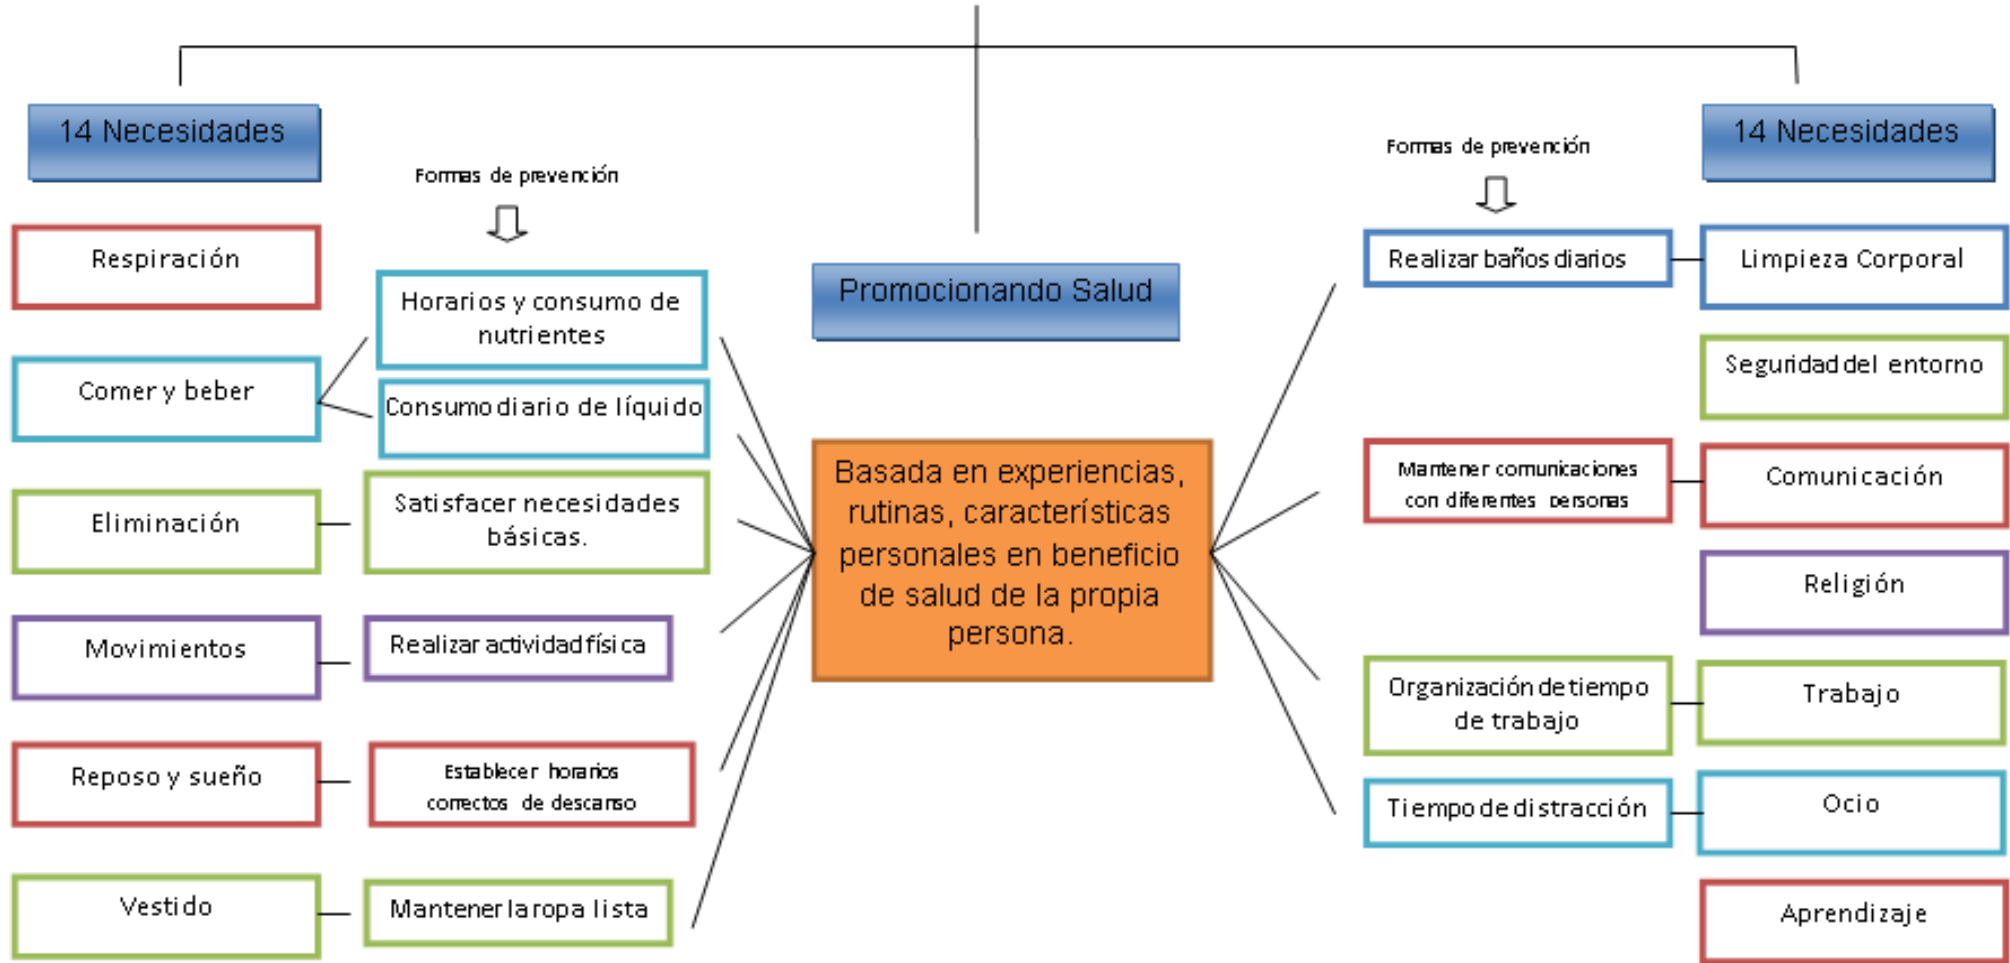 14 Necesidades
Formas de prevención
Respiración
Horarios y consumo de
nutrientes
Comer y beber
Consumo diario de líquido
Eliminación
Satisfacer necesidades
básicas.
Movimientos
Realizar actividad física
Reposo y sueño
Establecer horarios
correctos de descanso
Vestido
Mantener la ropa lista
Promocionando Salud
Basada en experiencias,
rutinas, características
personales en beneficio
de salud de la propia
persona.
Formas de prevención
14 Necesidades
Realizar baños diarios
Limpieza Corporal
Seguridad del entorno
Mantener comunicaciones
con diferentes personas
Comunicación
Religión
Organización de tiempo
de trabajo
Trabajo
Tiempo de distracción
Ocio
Aprendizaje